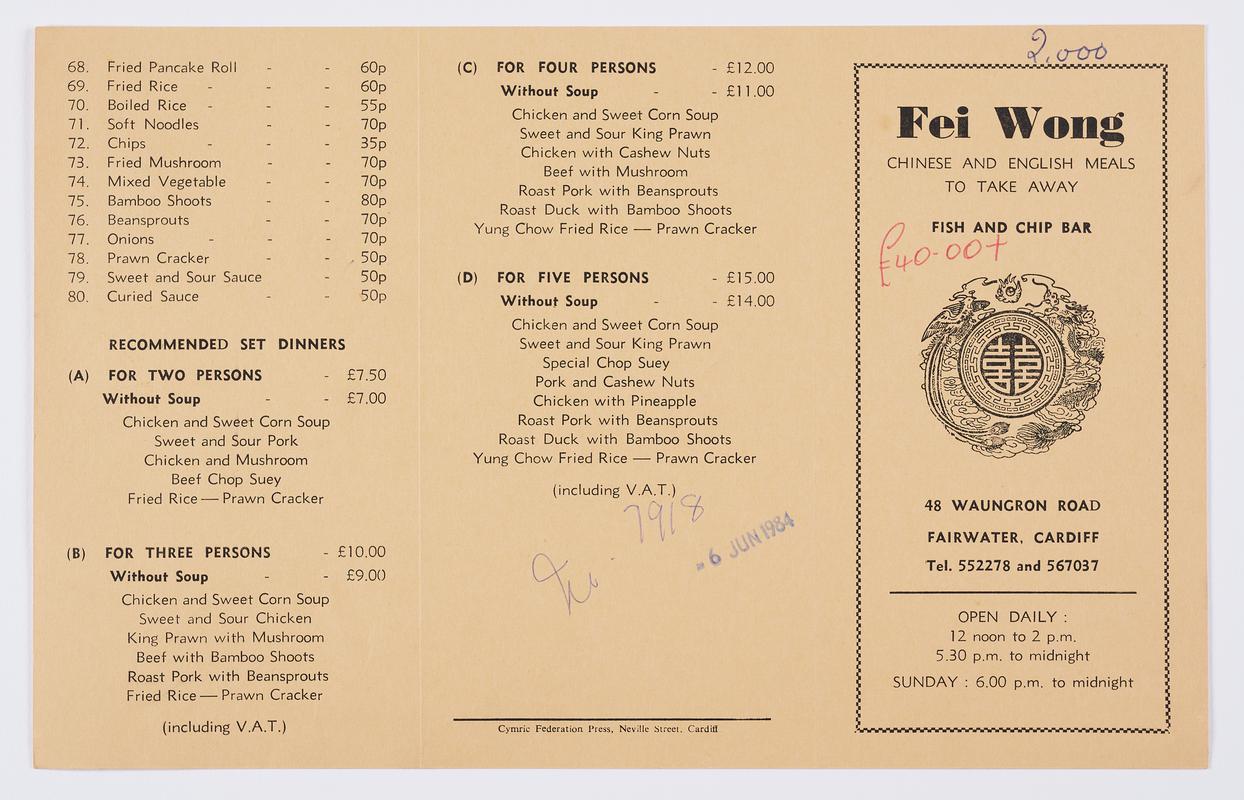 68. Fried Pancake Roll - - 60p
69. Fried Rice - - 60p
70. Boiled Rice - - 55p
71. Soft Noodles - - 70p
72. Chips - - 35p
73. Fried Mushroom - - 70p
74. Mixed Vegetable - - 70p
75. Bamboo Shoots - - 80p
76. Beansprouts - - 70p
77. Onions - - - 70p
78. Prawn Cracker - - 50p
79. Sweet and Sour Sauce - 50p
80. Curied Sauce - - 50p
RECOMMENDED SET DINNERS
(A) FOR TWO PERSONS - £7.50
Without Soup - - £7.00
Chicken and Sweet Corn Soup
Sweet and Sour Pork
Chicken and Mushroom
Beef Chop Suey
Fried Rice — Prawn Cracker
(B) FOR THREE PERSONS - £10.00
Without Soup - - £9.00
Chicken and Sweet Corn Soup
Sweet and Sour Chicken
King Prawn with Mushroom
Beef with Bamboo Shoots
Roast Pork with Beansprouts
Fried Rice — Prawn Cracker
(including V.A.T.)
(C) FOR FOUR PERSONS - £12.00
Without Soup - - £11.00
Chicken and Sweet Corn Soup
Sweet and Sour King Prawn
Chicken with Cashew Nuts
Beef with Mushroom
Roast Pork with Beansprouts
Roast Duck with Bamboo Shoots
Yung Chow Fried Rice — Prawn Cracker
(D) FOR FIVE PERSONS - £15.00
Without Soup - - £14.00
Chicken and Sweet Corn Soup
Sweet and Sour King Prawn
Special Chop Suey
Pork and Cashew Nuts
Chicken with Pineapple
Roast Pork with Beansprouts
Roast Duck with Bamboo Shoots
Yung Chow Fried Rice — Prawn Cracker
(including V.A.T.)
7918
- 6 JUN 1984
Cymric Federation Press, Neville Street, Cardiff
2,000
Fei Wong
CHINESE AND ENGLISH MEALS
TO TAKE AWAY
FISH AND CHIP BAR
£40-00+
48 WAUNGRON ROAD
FAIRWATER, CARDIFF
Tel. 552278 and 567037
OPEN DAILY :
12 noon to 2 p.m.
5.30 p.m. to midnight
SUNDAY : 6.00 p.m. to midnight